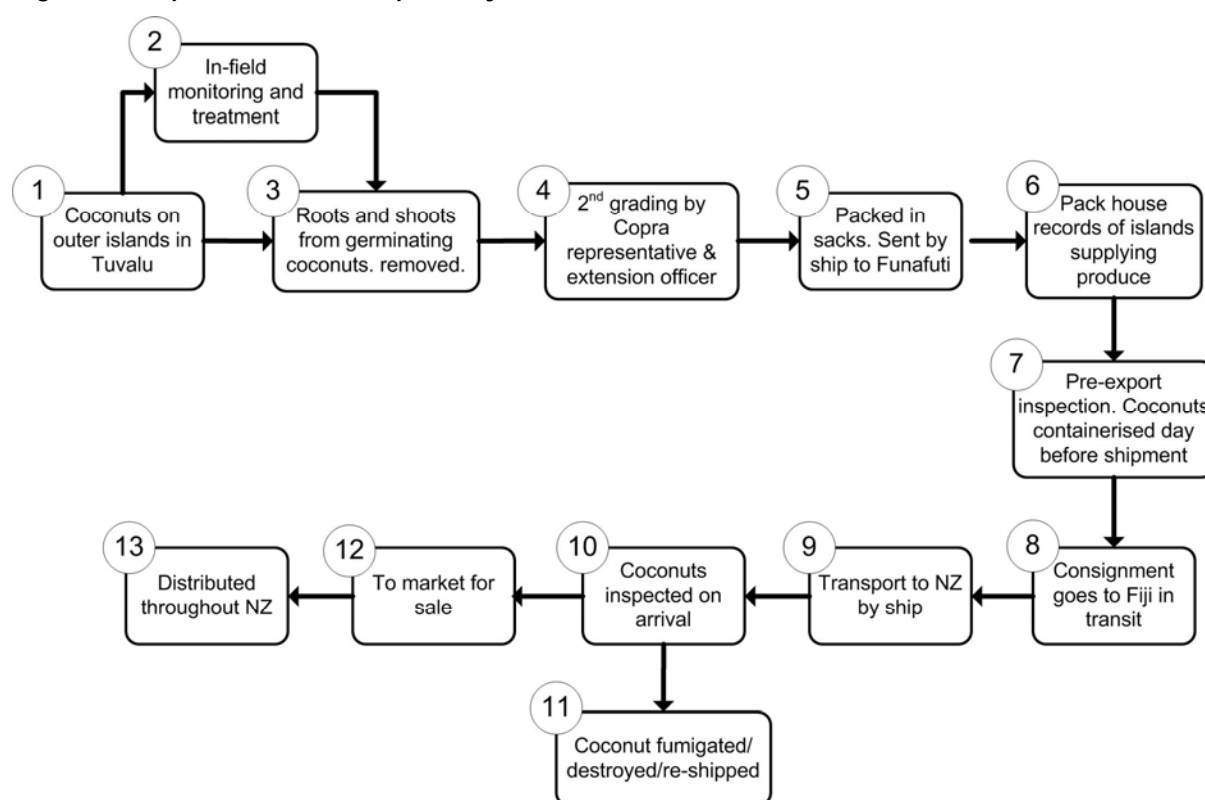 1
Coconuts on
outer islands in
Tuvalu
2
In-field
monitoring and
treatment
3
Roots and shoots
from germinating
coconuts. removed.
4
2nd grading by
Copra
representative &
extension officer
5
Packed in
sacks. Sent by
ship to Funafuti
6
Pack house
records of islands
supplying
produce
7
Pre-export
inspection. Coconuts
containerised day
before shipment
8
Consignment
goes to Fiji in
transit
9
Transport to NZ
by ship
10
Coconuts
inspected on
arrival
11
Coconut fumigated/
destroyed/re-shipped
12
To market for
sale
13
Distributed
throughout NZ